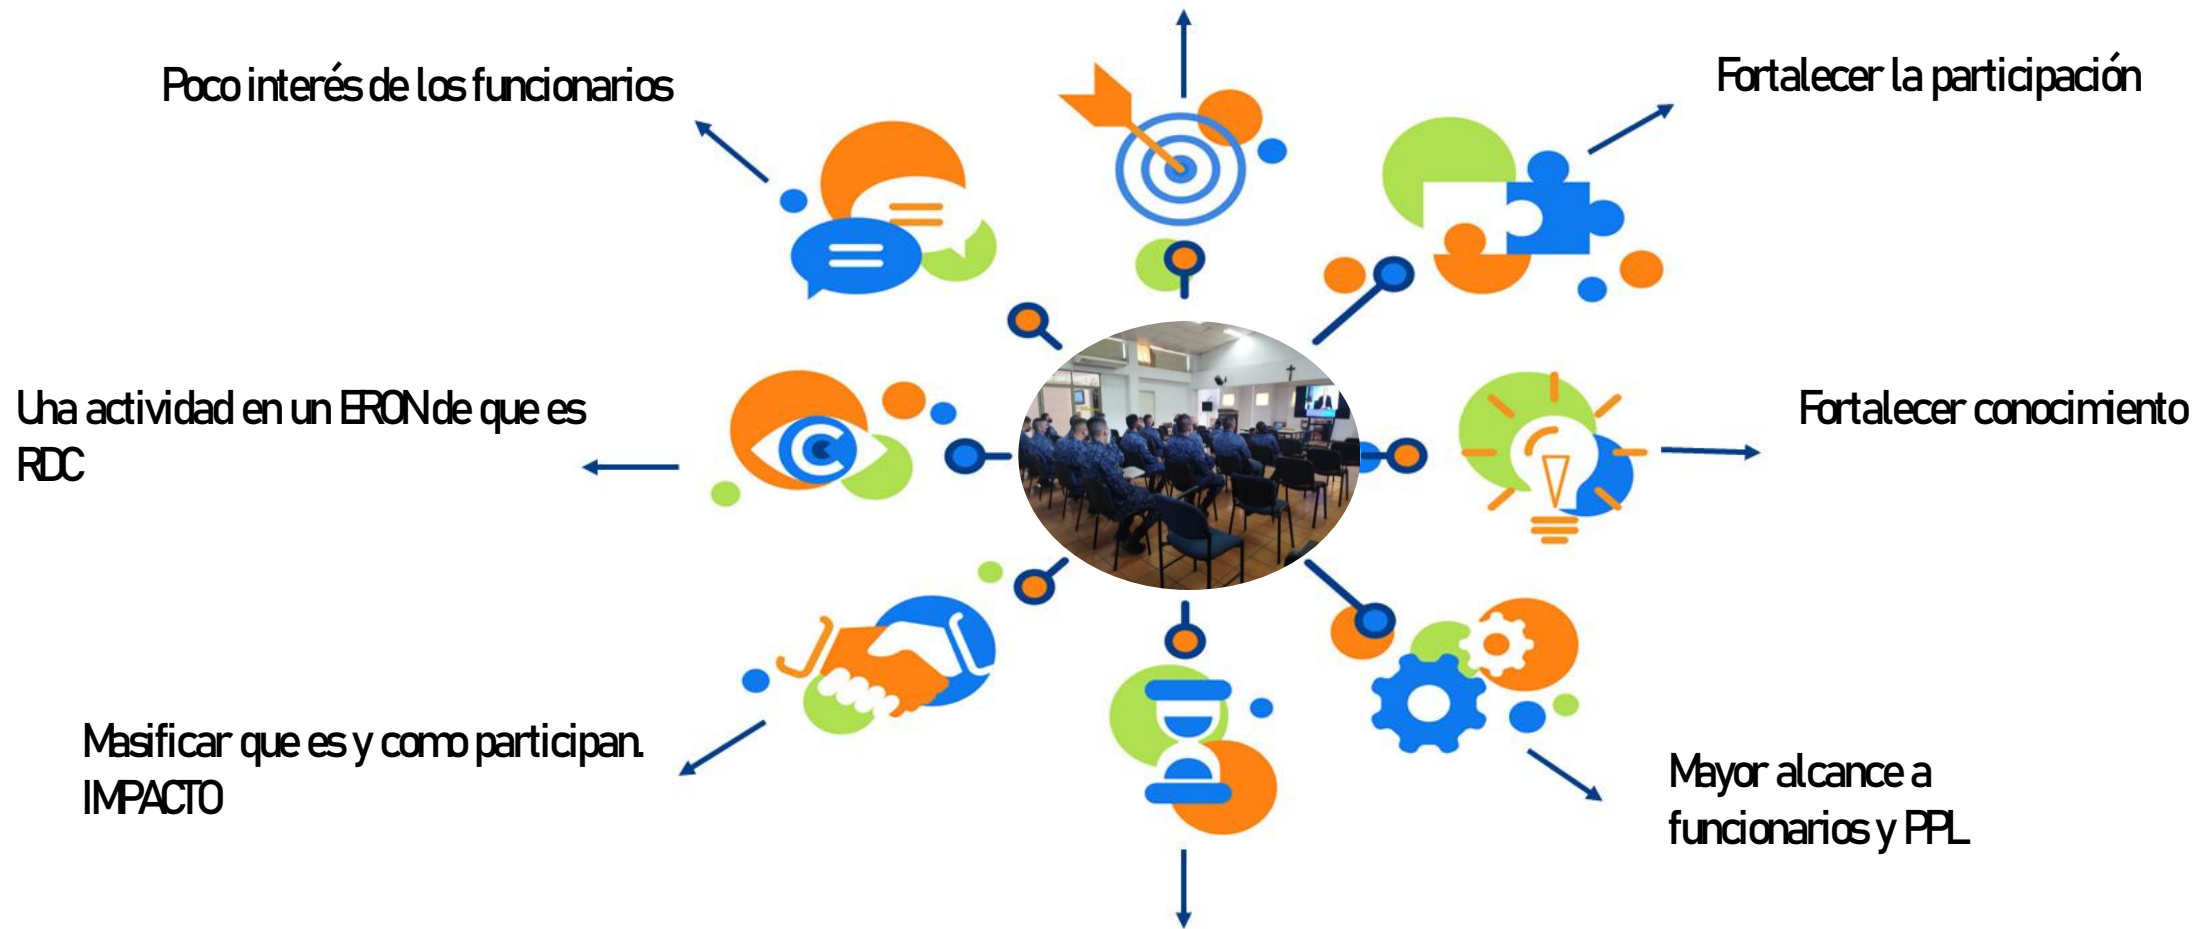 Poco interés de los funcionarios
Fortalecer la participación
Una actividad en un ERON de que es
RDC
Fortalecer conocimiento
Masificar que es y como participan.
IMPACTO
Mayor alcance a
funcionarios y PPL